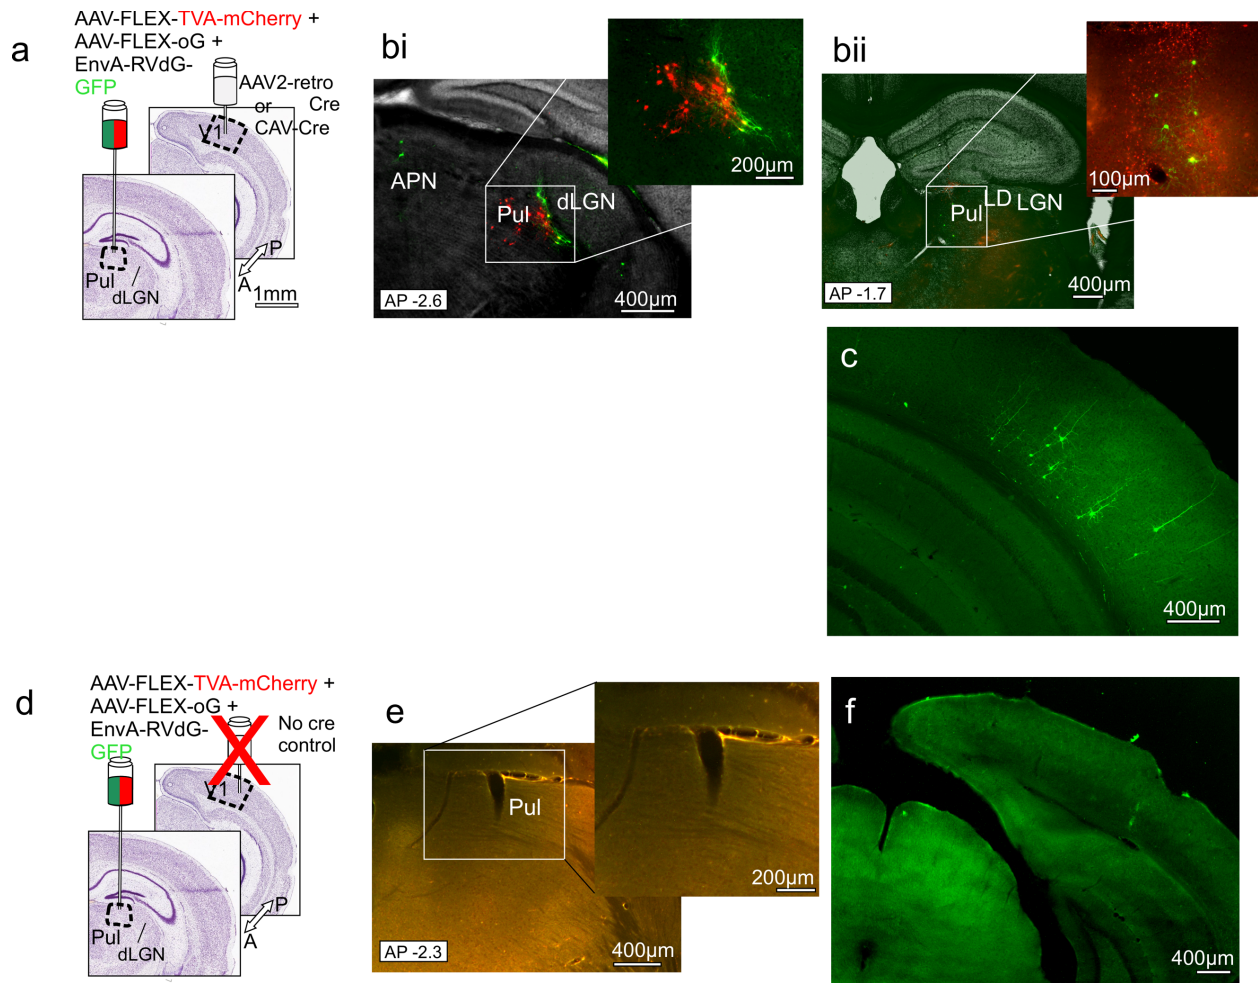 a
AAV-FLEX-TVA-mCherry +
AAV-FLEX-oG +
EnvA-RVdG-
GFP
AAV2-retro
or Cre
CAV-Cre
V1
Pul
dLGN
P
A
1mm
bi
APN
Pul
dLGN
AP -2.6
400µm
200µm
bii
Pul
LD
LGN
AP -1.7
400µm
100µm
c
400µm
d
AAV-FLEX-TVA-mCherry +
AAV-FLEX-oG +
EnvA-RVdG-
GFP
No cre
control
V1
Pul
dLGN
P
A
e
Pul
AP -2.3
400µm
200µm
f
400µm